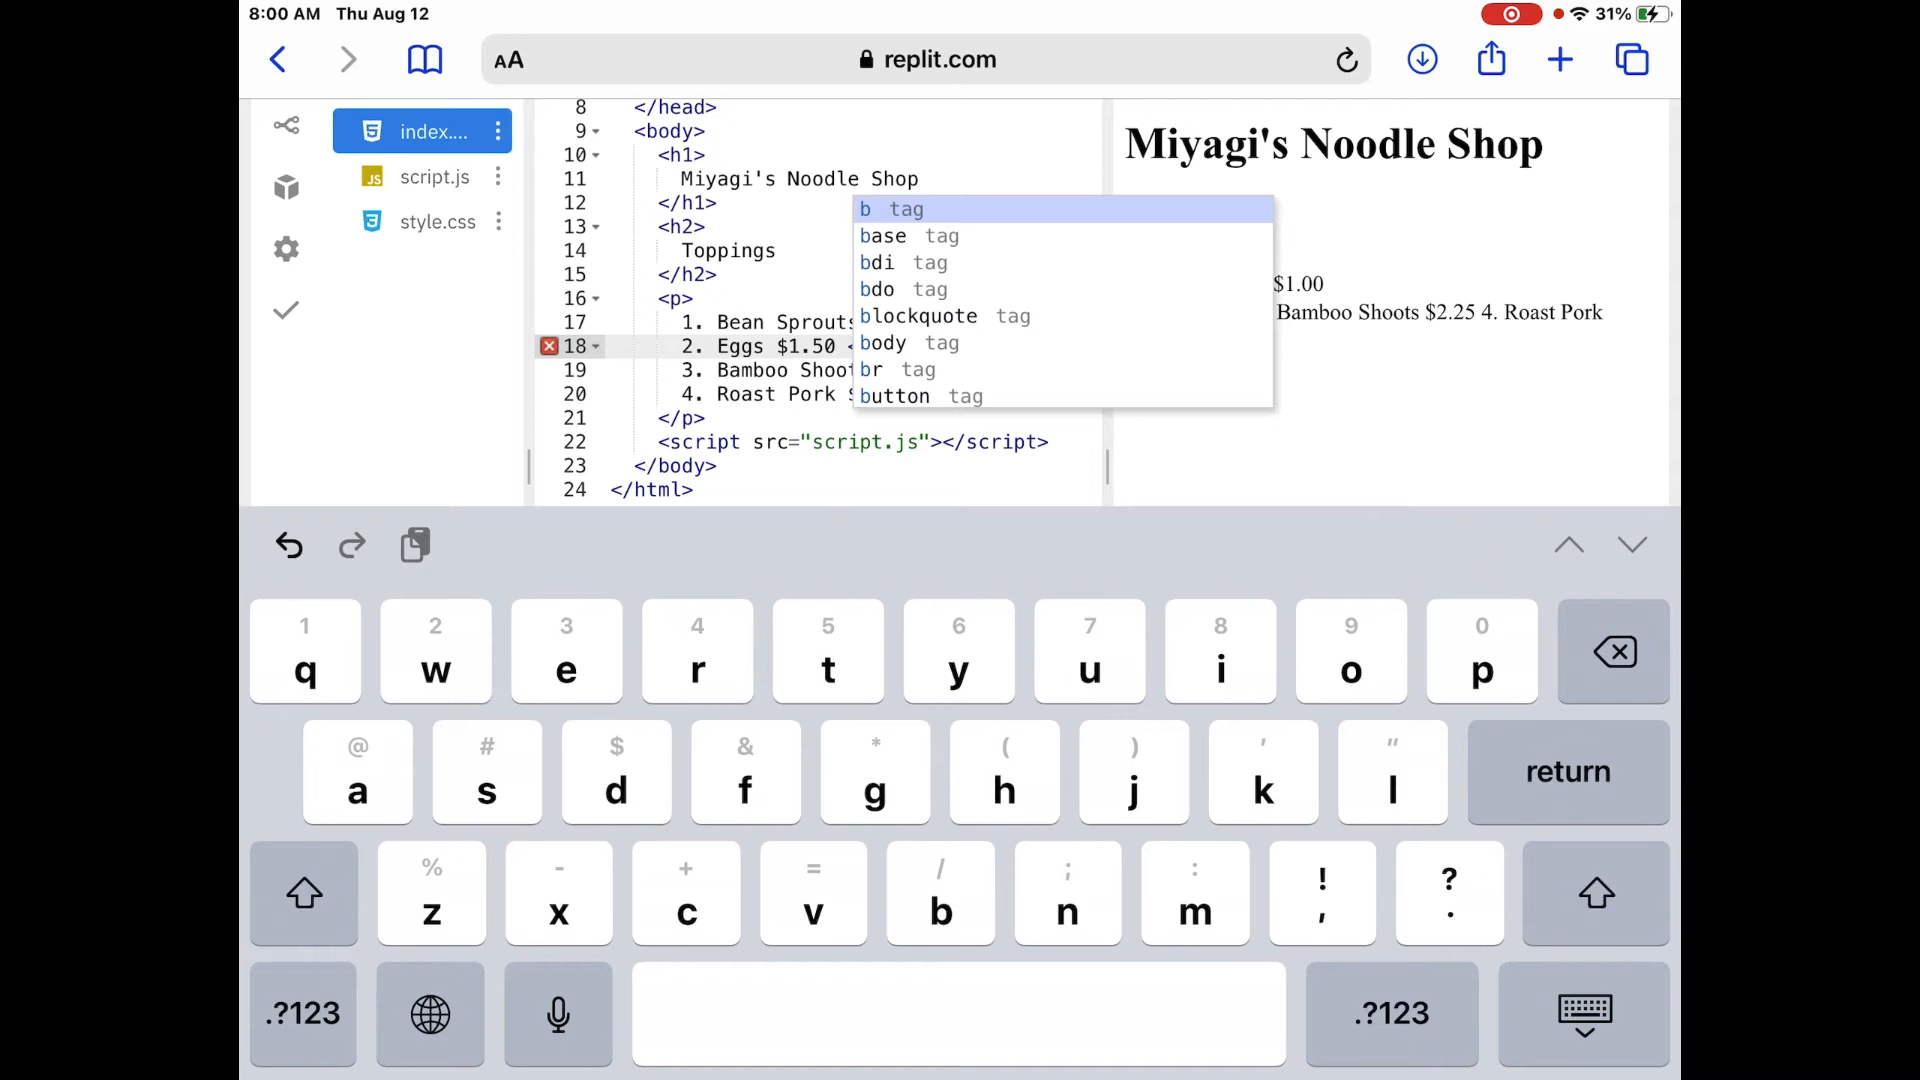 8:00 AM Thu Aug 12
31%
AA
replit.com
index....
script.js
style.css
8 </head>
9 <body>
10 <h1>
11 Miyagi's Noodle Shop
12 </h1>
13 <h2>
14 Toppings
15 </h2>
16 <p>
17 1. Bean Sprouts
18 2. Eggs $1.50 <
19 3. Bamboo Shoot
20 4. Roast Pork $
21 </p>
22 <script src="script.js"></script>
23 </body>
24 </html>
b tag
base tag
bdi tag
bdo tag
blockquote tag
body tag
br tag
button tag
Miyagi's Noodle Shop
$1.00
Bamboo Shoots $2.25 4. Roast Pork
1 2 3 4 5 6 7 8 9 0
q w e r t y u i o p
@ # $ & * ( ) ' "
a s d f g h j k l return
% - + = / ; : ! ?
z x c v b n m , .
.?123 .?123